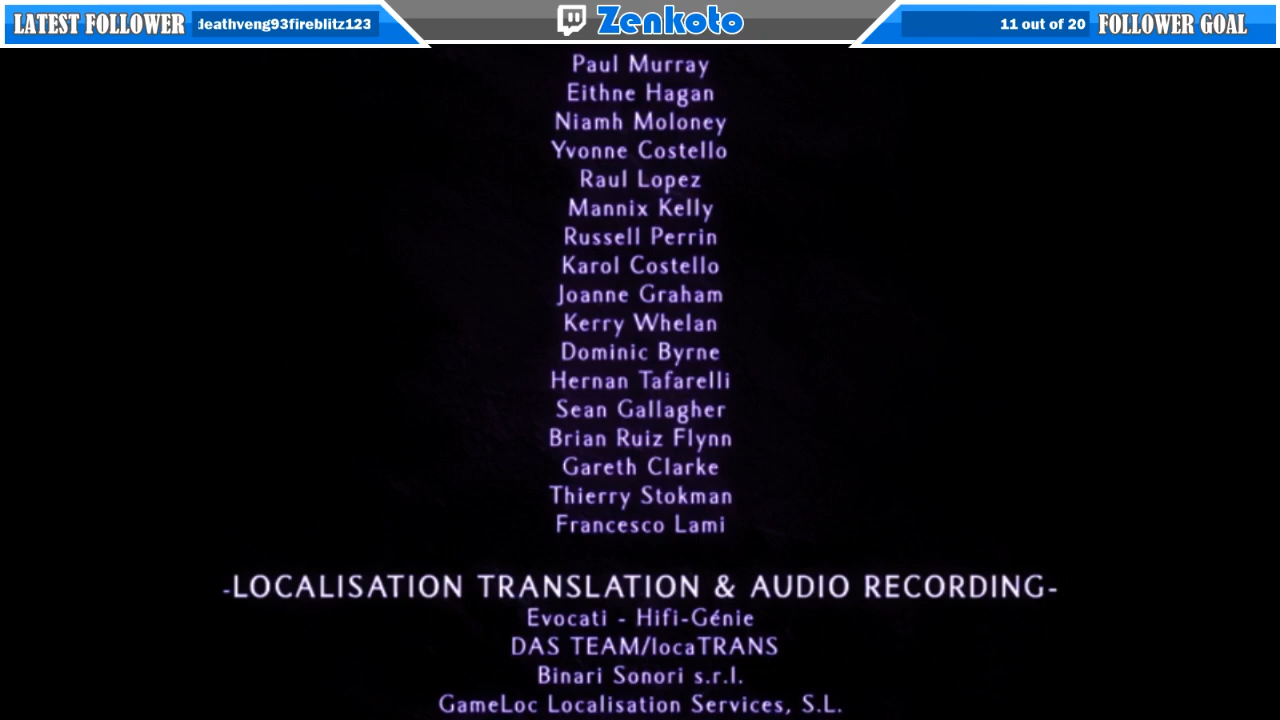 LATEST FOLLOWER deathveng93fireblitz123 Zenkoto 11 out of 20 FOLLOWER GOAL
Paul Murray
Eithne Hagan
Niamh Moloney
Yvonne Costello
Raul Lopez
Mannix Kelly
Russell Perrin
Karol Costello
Joanne Graham
Kerry Whelan
Dominic Byrne
Hernan Tafarelli
Sean Gallagher
Brian Ruiz Flynn
Gareth Clarke
Thierry Stokman
Francesco Lami
-LOCALISATION TRANSLATION & AUDIO RECORDING-
Evocati - Hifi-Génie
DAS TEAM/locaTRANS
Binari Sonori s.r.l.
GameLoc Localisation Services, S.L.